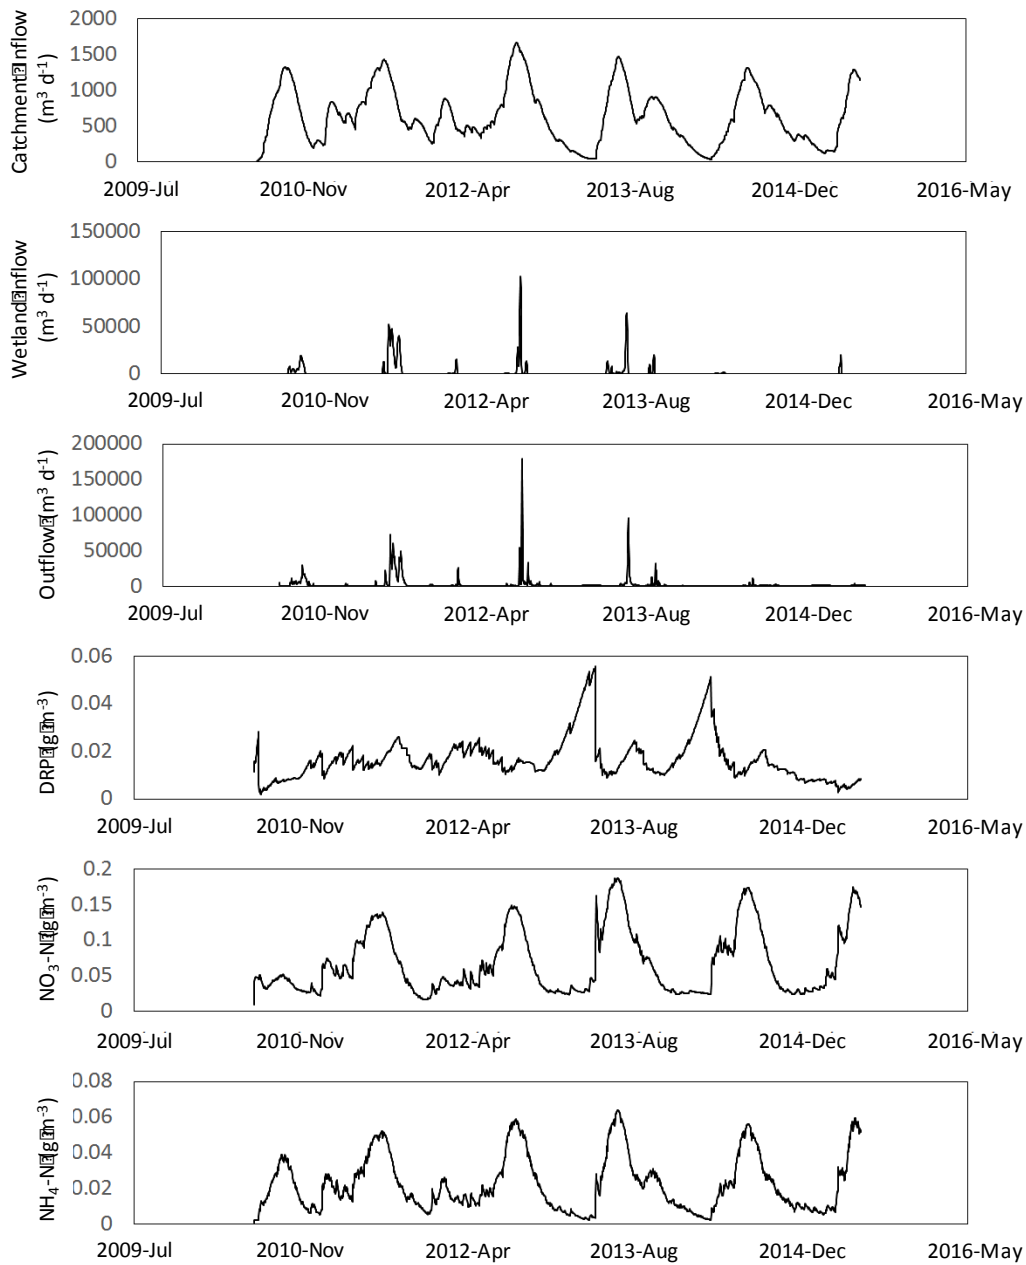 Catchment Inflow
(m³ d⁻¹)
2000
1500
1000
500
0
2009-Jul 2010-Nov 2012-Apr 2013-Aug 2014-Dec 2016-May
Wetland Inflow
(m³ d⁻¹)
150000
100000
50000
0
2009-Jul 2010-Nov 2012-Apr 2013-Aug 2014-Dec 2016-May
Outflow (m³ d⁻¹)
200000
150000
100000
50000
0
2009-Jul 2010-Nov 2012-Apr 2013-Aug 2014-Dec 2016-May
DRP (g m⁻³)
0.06
0.04
0.02
0
2009-Jul 2010-Nov 2012-Apr 2013-Aug 2014-Dec 2016-May
NO₃-N (g m⁻³)
0.2
0.15
0.1
0.05
0
2009-Jul 2010-Nov 2012-Apr 2013-Aug 2014-Dec 2016-May
NH₄-N (g m⁻³)
0.08
0.06
0.04
0.02
0
2009-Jul 2010-Nov 2012-Apr 2013-Aug 2014-Dec 2016-May